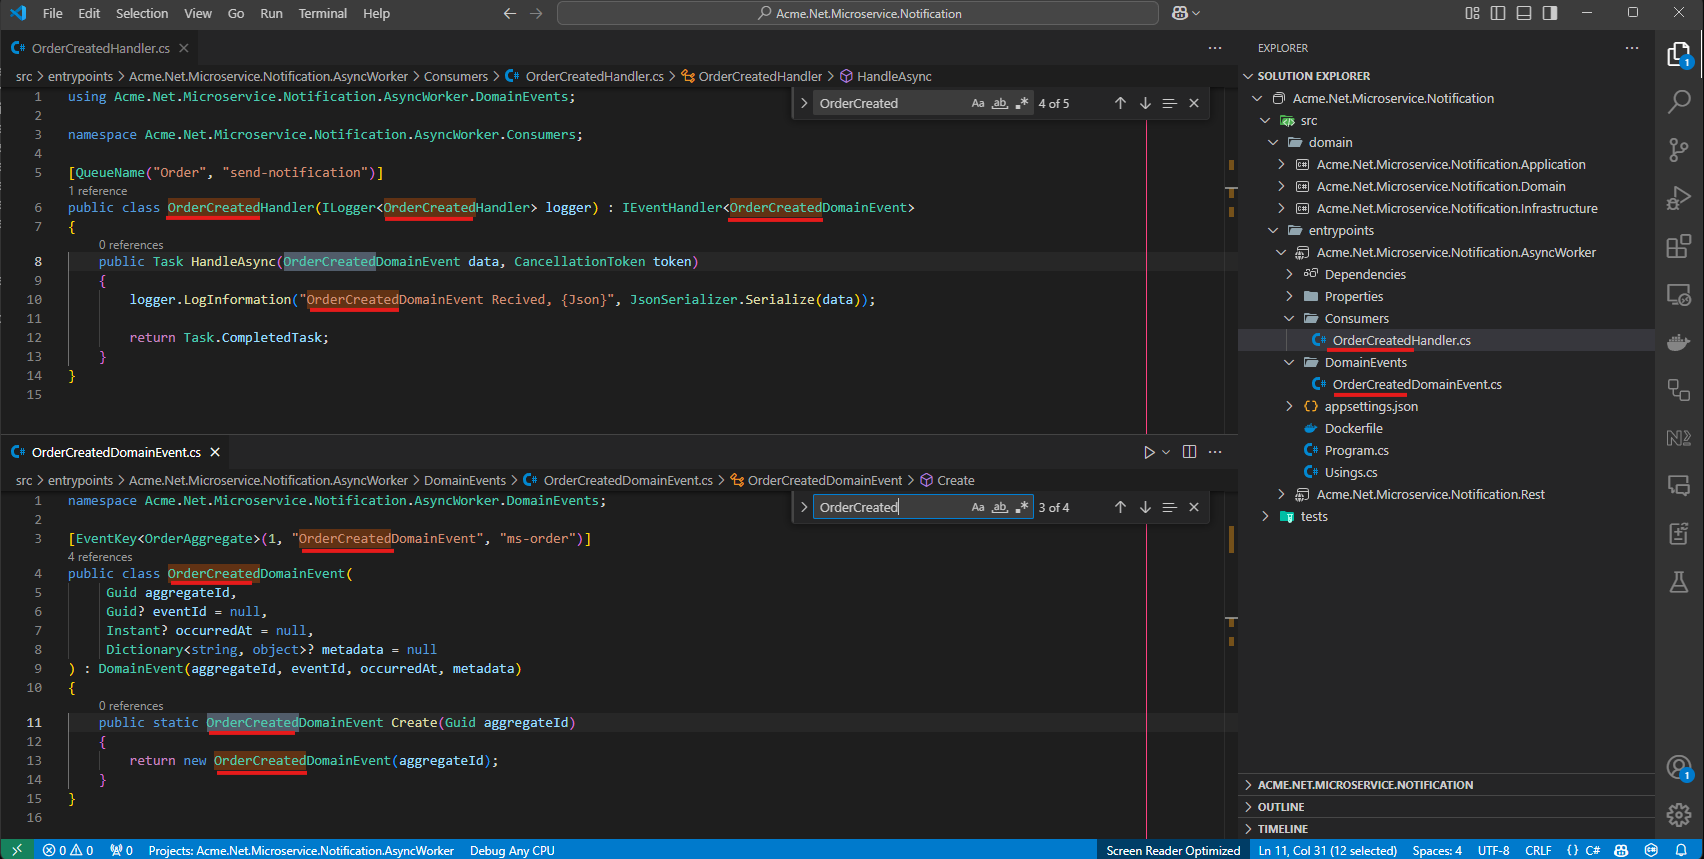 File Edit Selection View Go Run Terminal Help
Acme.Net.Microservice.Notification
OrderCreatedHandler.cs
src > entrypoints > Acme.Net.Microservice.Notification.AsyncWorker > Consumers > OrderCreatedHandler.cs > OrderCreatedHandler > HandleAsync
OrderCreated Aa ab .* 4 of 5
1 using Acme.Net.Microservice.Notification.AsyncWorker.DomainEvents;
2
3 namespace Acme.Net.Microservice.Notification.AsyncWorker.Consumers;
4
5 [QueueName("Order", "send-notification")]
1 reference
6 public class OrderCreatedHandler(ILogger<OrderCreatedHandler> logger) : IEventHandler<OrderCreatedDomainEvent>
7 {
0 references
8 public Task HandleAsync(OrderCreatedDomainEvent data, CancellationToken token)
9 {
10 logger.LogInformation("OrderCreatedDomainEvent Recived, {Json}", JsonSerializer.Serialize(data));
11
12 return Task.CompletedTask;
13 }
14 }
15
OrderCreatedDomainEvent.cs
src > entrypoints > Acme.Net.Microservice.Notification.AsyncWorker > DomainEvents > OrderCreatedDomainEvent.cs > OrderCreatedDomainEvent > Create
OrderCreated Aa ab .* 3 of 4
1 namespace Acme.Net.Microservice.Notification.AsyncWorker.DomainEvents;
2
3 [EventKey<OrderAggregate>(1, "OrderCreatedDomainEvent", "ms-order")]
4 references
4 public class OrderCreatedDomainEvent(
5 Guid aggregateId,
6 Guid? eventId = null,
7 Instant? occurredAt = null,
8 Dictionary<string, object>? metadata = null
9 ) : DomainEvent(aggregateId, eventId, occurredAt, metadata)
10 {
0 references
11 public static OrderCreatedDomainEvent Create(Guid aggregateId)
12 {
13 return new OrderCreatedDomainEvent(aggregateId);
14 }
15 }
16
EXPLORER
SOLUTION EXPLORER
Acme.Net.Microservice.Notification
src
domain
Acme.Net.Microservice.Notification.Application
Acme.Net.Microservice.Notification.Domain
Acme.Net.Microservice.Notification.Infrastructure
entrypoints
Acme.Net.Microservice.Notification.AsyncWorker
Dependencies
Properties
Consumers
OrderCreatedHandler.cs
DomainEvents
OrderCreatedDomainEvent.cs
appsettings.json
Dockerfile
Program.cs
Usings.cs
Acme.Net.Microservice.Notification.Rest
tests
ACME.NET.MICROSERVICE.NOTIFICATION
OUTLINE
TIMELINE
1
1
0 0 0 Projects: Acme.Net.Microservice.Notification.AsyncWorker Debug Any CPU Screen Reader Optimized Ln 11, Col 31 (12 selected) Spaces: 4 UTF-8 CRLF {} C#